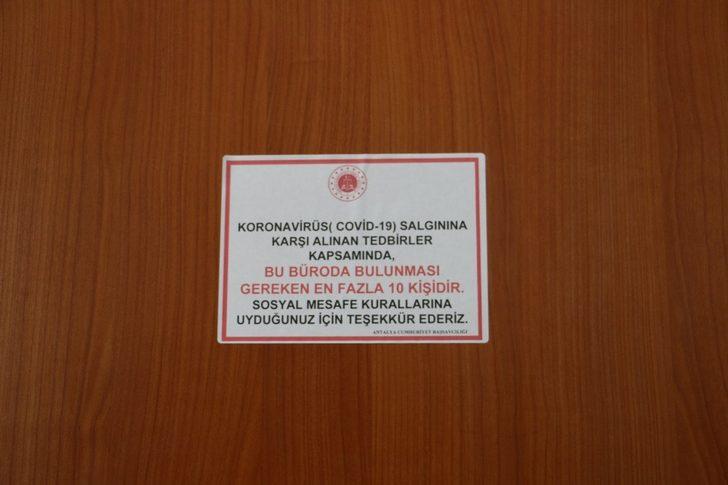 KORONAVİRÜS( COVİD-19) SALGININA
KARŞI ALINAN TEDBİRLER
KAPSAMINDA,
BU BÜRODA BULUNMASI
GEREKEN EN FAZLA 10 KİŞİDİR.
SOSYAL MESAFE KURALLARINA
UYDUĞUNUZ İÇİN TEŞEKKÜR EDERİZ.
ANTALYA CUMHURİYET BAŞSAVCILIĞI